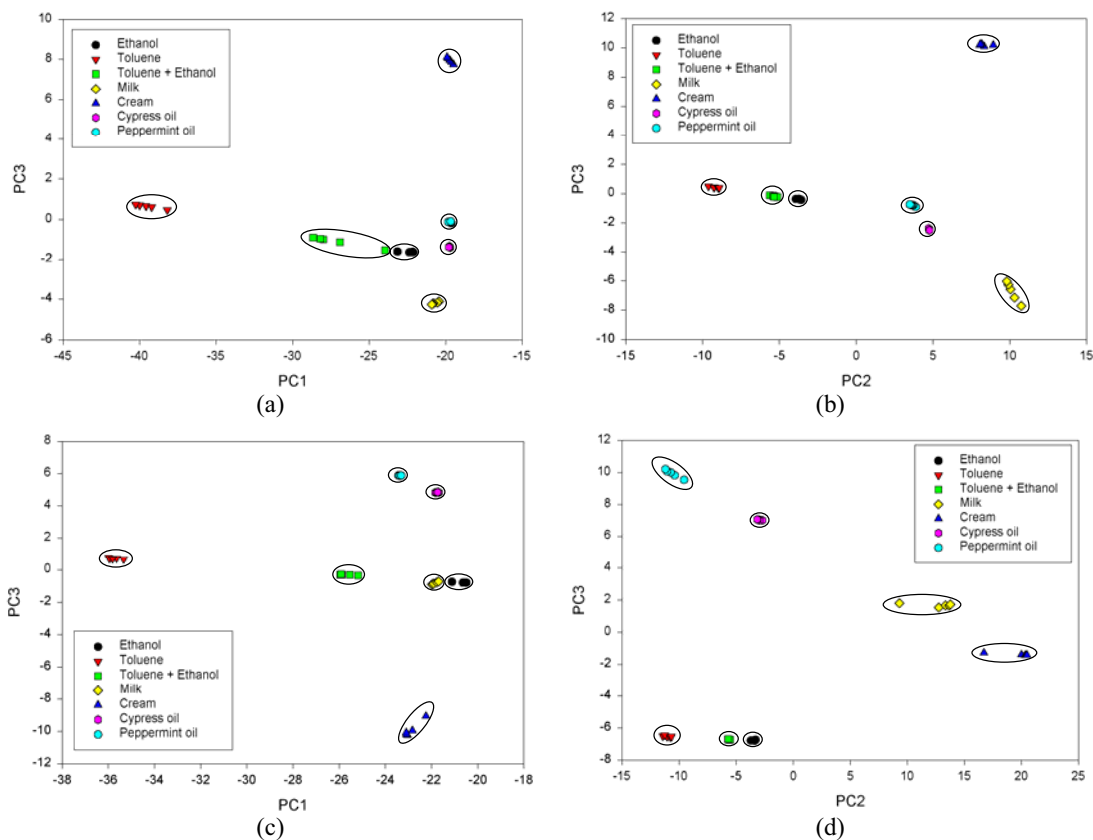 10
8
6
4
2
0
-2
-4
-6
PC3
Ethanol
Toluene
Toluene + Ethanol
Milk
Cream
Cypress oil
Peppermint oil
-45 -40 -35 -30 -25 -20 -15
PC1
(a)
12
10
8
6
4
2
0
-2
-4
-6
-8
-10
PC3
Ethanol
Toluene
Toluene + Ethanol
Milk
Cream
Cypress oil
Peppermint oil
-15 -10 -5 0 5 10 15
PC2
(b)
8
6
4
2
0
-2
-4
-6
-8
-10
-12
PC3
Ethanol
Toluene
Toluene + Ethanol
Milk
Cream
Cypress oil
Peppermint oil
-38 -36 -34 -32 -30 -28 -26 -24 -22 -20 -18
PC1
(c)
12
10
8
6
4
2
0
-2
-4
-6
-8
PC3
Ethanol
Toluene
Toluene + Ethanol
Milk
Cream
Cypress oil
Peppermint oil
-15 -10 -5 0 5 10 15 20 25
PC2
(d)